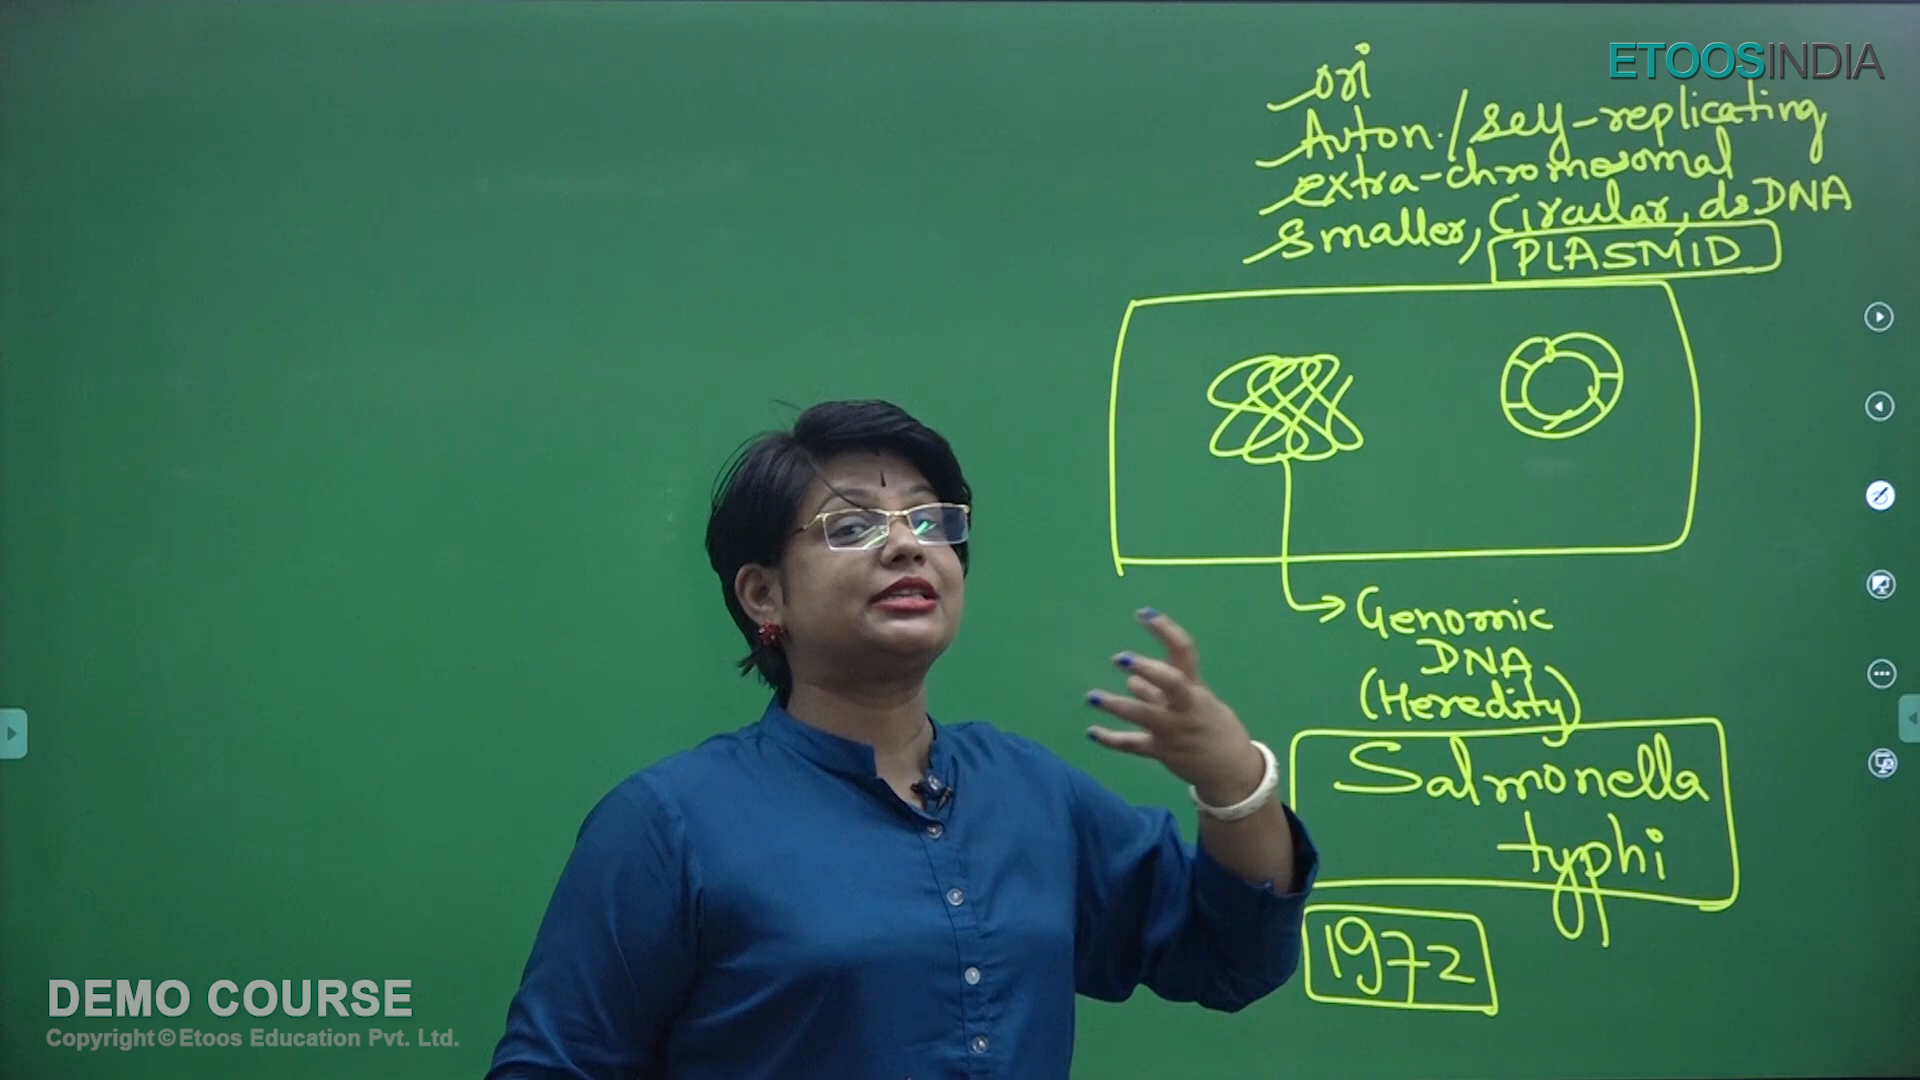 ETOOSINDIA
ori
Auton./self-replicating
extra-chromosomal
smaller, Circular, dsDNA
PLASMID
Genomic
DNA
(Heredity)
Salmonella
typhi
1972
DEMO COURSE
Copyright © Etoos Education Pvt. Ltd.